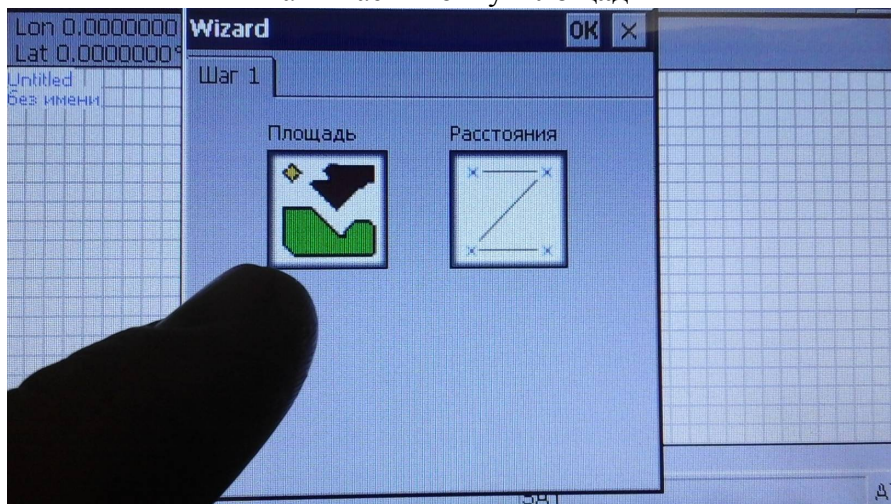 Lon 0.0000000
Lat 0.0000000°
Wizard
OK
Untitled
без имени
Шаг 1
Площадь
Расстояния